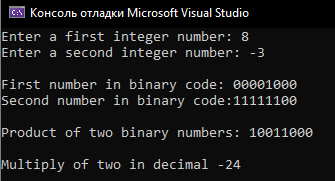 Консоль отладки Microsoft Visual Studio
Enter a first integer number: 8
Enter a second integer number: -3
First number in binary code: 00001000
Second number in binary code:11111100
Product of two binary numbers: 10011000
Multiply of two in decimal -24